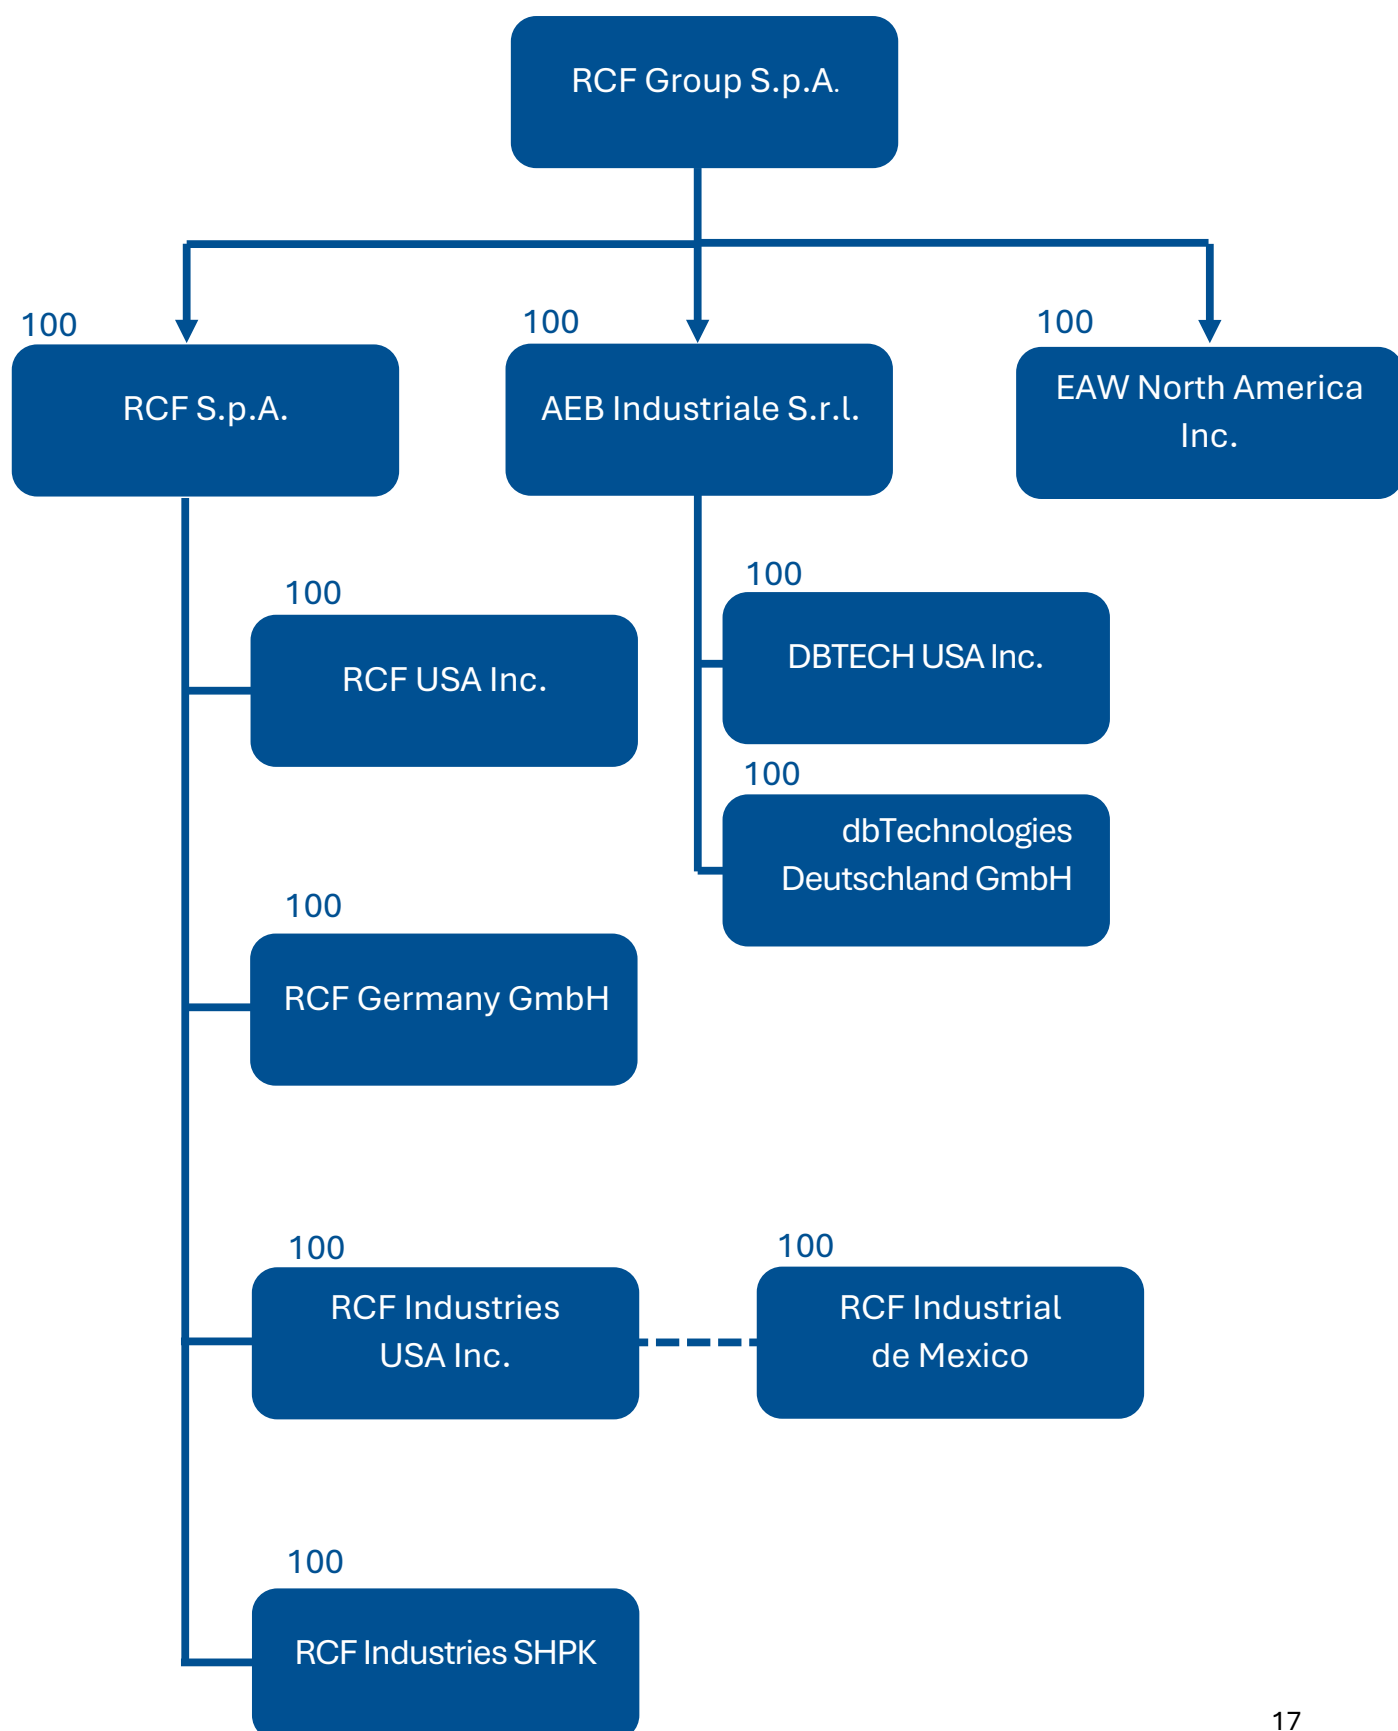 RCF Group S.p.A.
100
RCF S.p.A.
100
AEB Industriale S.r.l.
100
EAW North America
Inc.
100
RCF USA Inc.
100
DBTECH USA Inc.
100
dbTechnologies
Deutschland GmbH
100
RCF Germany GmbH
100
RCF Industries
USA Inc.
100
RCF Industrial
de Mexico
100
RCF Industries SHPK
17